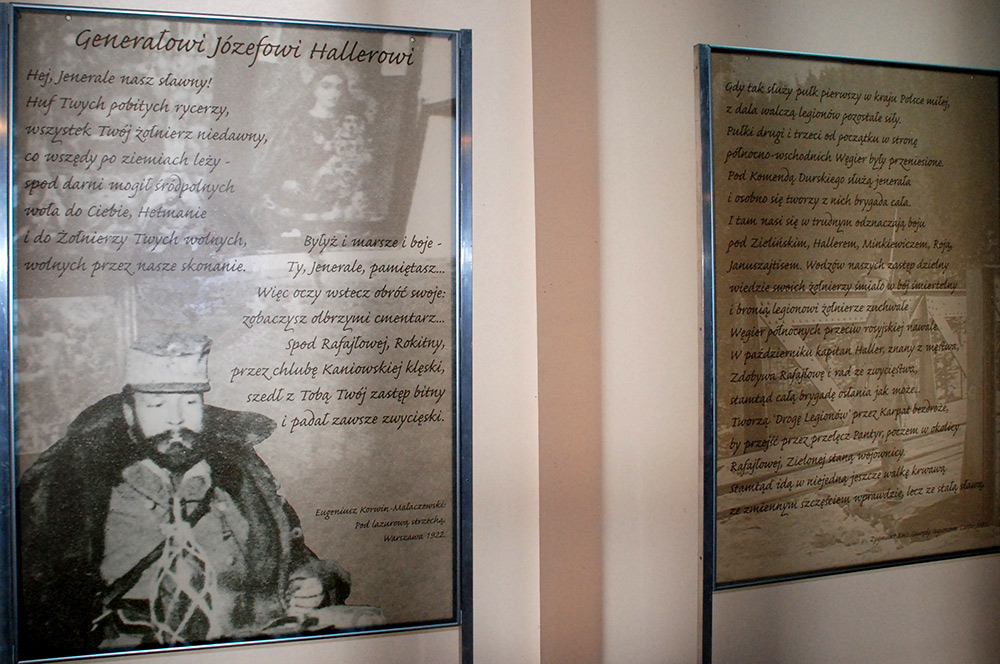 Generałowi Józefowi Hallerowi
Hej, Jenerale nasz sławny!
Huf Twych pobitych rycerzy,
wszystek Twój żołnierz niedawny,
co wszędy po ziemiach leży -
spod darni mogił śródpolnych
woła do Ciebie, Hetmanie
i do Żołnierzy Twych wolnych,
wolnych przez nasze skonanie.
Byłyż i marsze i boje -
Ty, Jenerale, pamiętasz...
Więc oczy wstecz obróć swoje:
zobaczysz olbrzymi cmentarz...
Spod Rafajłowej, Rokitny,
przez chlubę Kaniowskiej klęski,
szedł z Tobą Twój zastęp bitny
i padał zawsze zwycięski.
Eugeniusz Korwin-Małaczewski:
Pod lazurową strzechą,
Warszawa 1922.
Gdy tak służy pułk pierwszy w kraju Polsce miłej,
z dala walczą legionów pozostałe siły.
Pułki drugi i trzeci od początku w stronę
północno-wschodnich Węgier były przeniesione.
Pod Komendą Durskiego służą jenerała
i osobno się tworzy z nich brygada cała.
I tam nasi się w trudnym odznaczają boju
pod Zielińskim, Hallerem, Minkiewiczem, Roją,
Januszajtisem. Wodzów naszych zastęp dzielny
wiedzie swoich żołnierzy śmiało w bój śmiertelny
i bronią legionowi żołnierze zuchwale
Węgier północnych przeciw rosyjskiej nawale.
W październiku kapitan Haller, znany z męstwa,
Zdobywa Rafajłowę i rad ze zwycięstwa,
stamtąd całą brygadę osłania jak może...
Tworzą 'Drogę Legionów' przez Karpat bezdroże,
by przejść przez przełęcz Pantyr, poczem w okolicy
Rafajłowej, Zielonej staną wojownicy.
Stamtąd idą w niejedną jeszcze walkę krwawą
ze zmiennym szczęściem wprawdzie, lecz ze stałą sławą.
Zygmunt